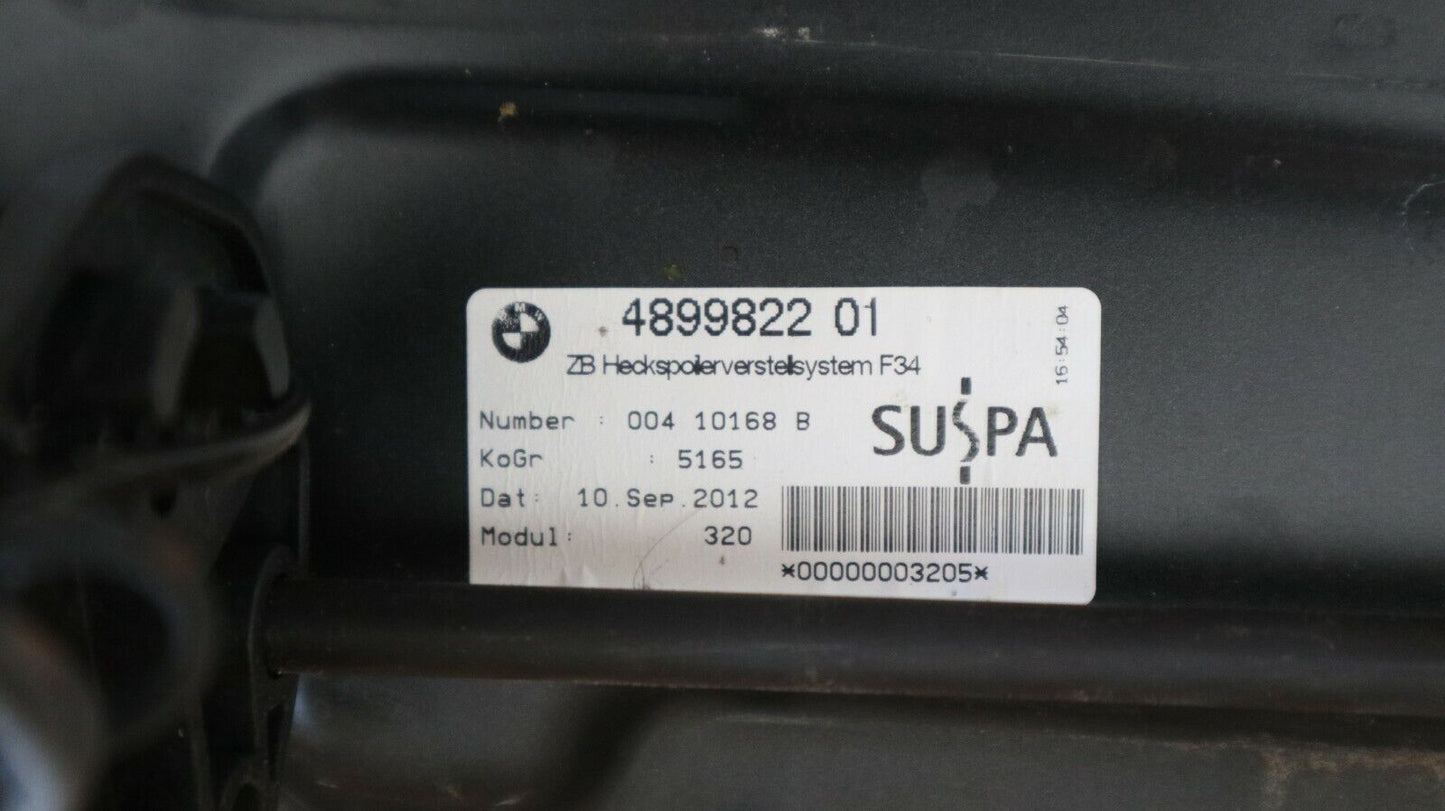 BMW
4899822 01
ZB Heckspoilerverstellsystem F34
16:54:04
Number : 004 10168 B
SUSPA
KoGr : 5165
Dat: 10.Sep.2012
Modul: 320
*00000003205*